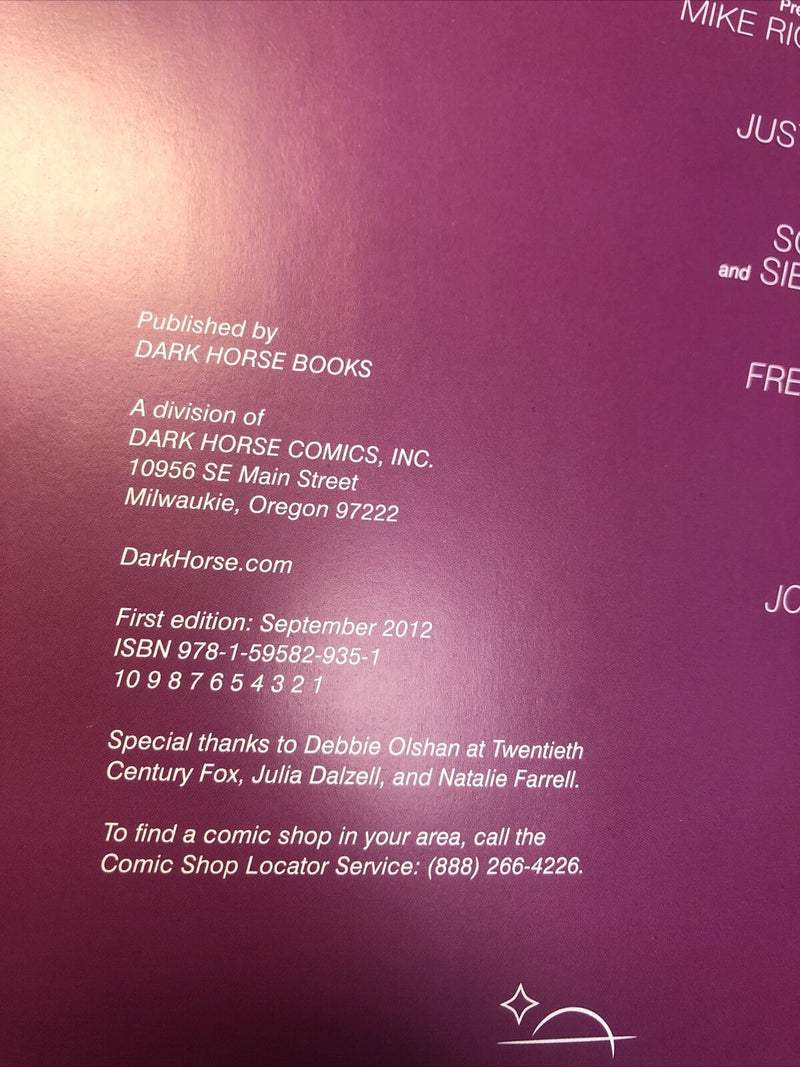 MIKE
and
Published by
DARK HORSE BOOKS
A division of
DARK HORSE COMICS, INC.
10956 SE Main Street
Milwaukie, Oregon 97222
DarkHorse.com
First edition: September 2012
ISBN 978-1-59582-935-1
10 9 8 7 6 5 4 3 2 1
Special thanks to Debbie Olshan at Twentieth
Century Fox, Julia Dalzell, and Natalie Farrell.
To find a comic shop in your area, call the
Comic Shop Locator Service: (888) 266-4226.